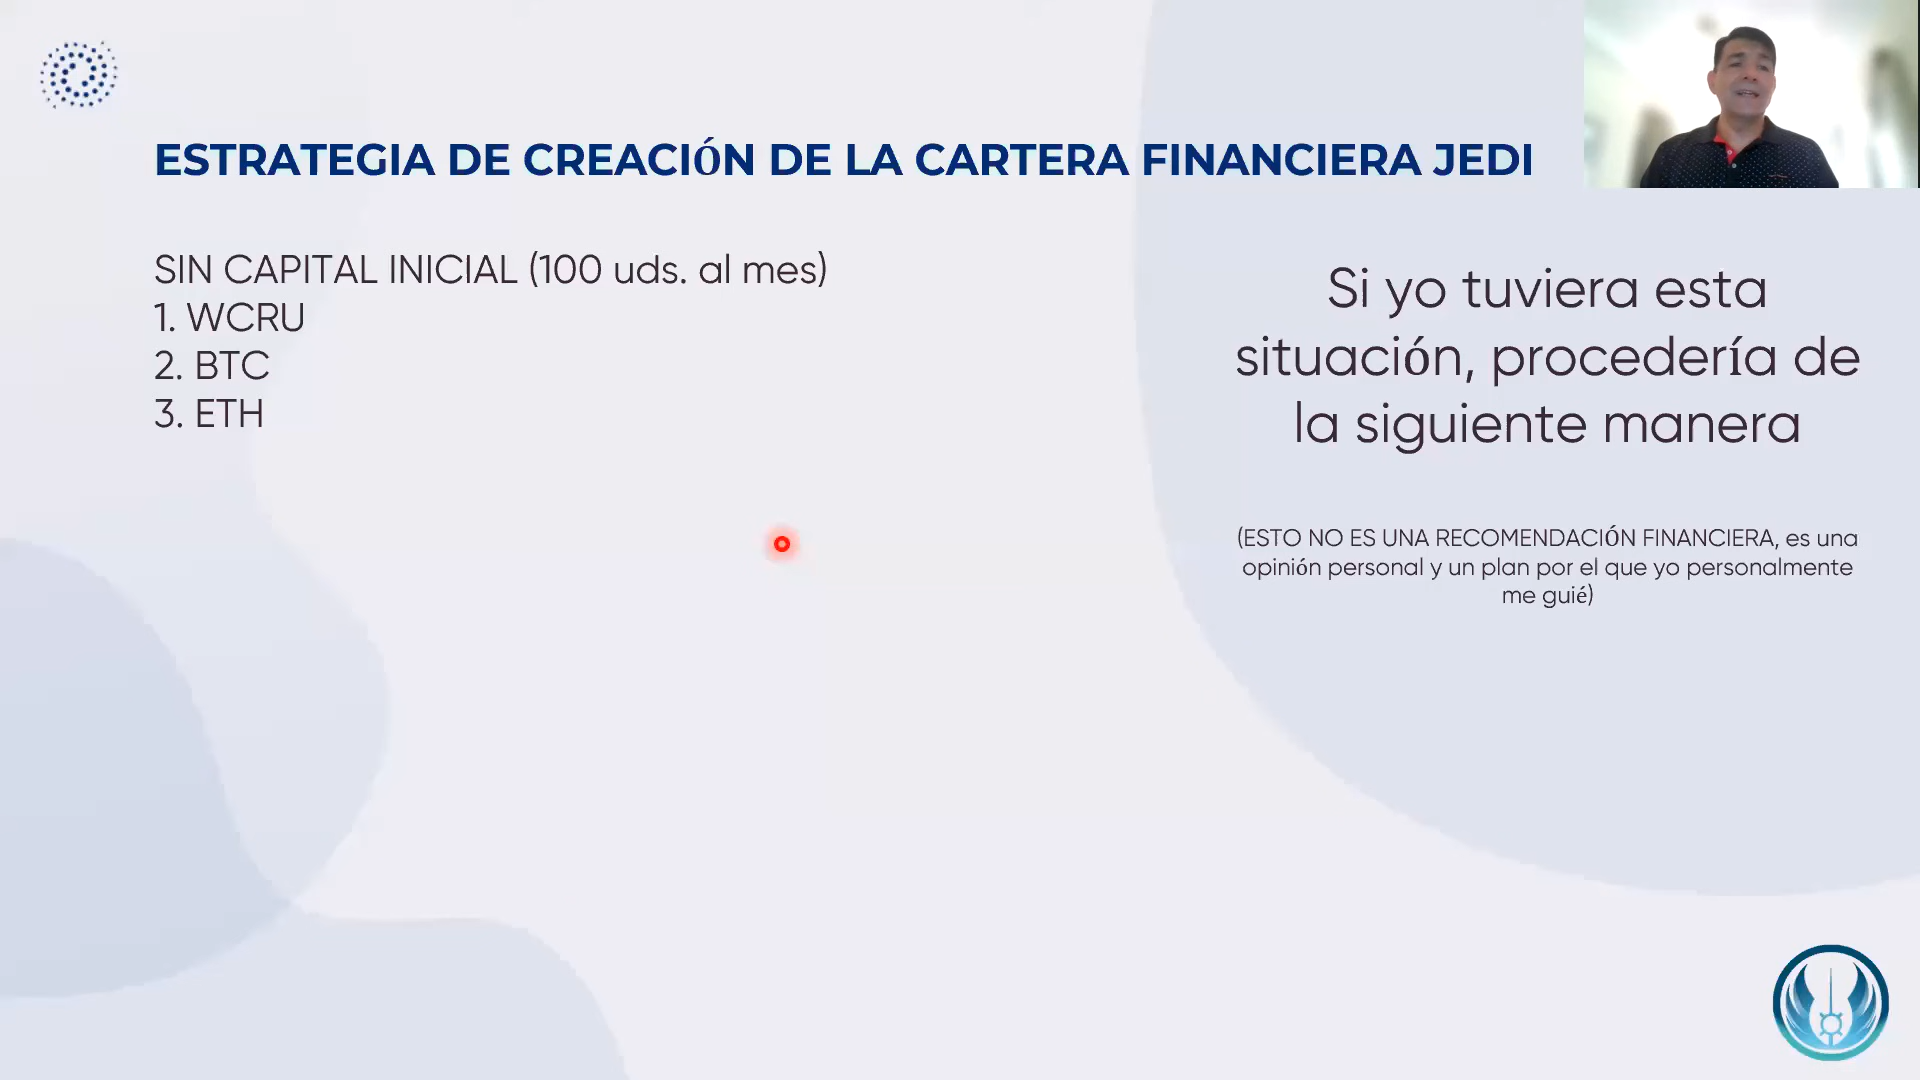 ESTRATEGIA DE CREACIÓN DE LA CARTERA FINANCIERA JEDI
SIN CAPITAL INICIAL (100 uds. al mes)
1. WCRU
2. BTC
3. ETH
Si yo tuviera esta
situación, procedería de
la siguiente manera
(ESTO NO ES UNA RECOMENDACIÓN FINANCIERA, es una
opinión personal y un plan por el que yo personalmente
me guié)